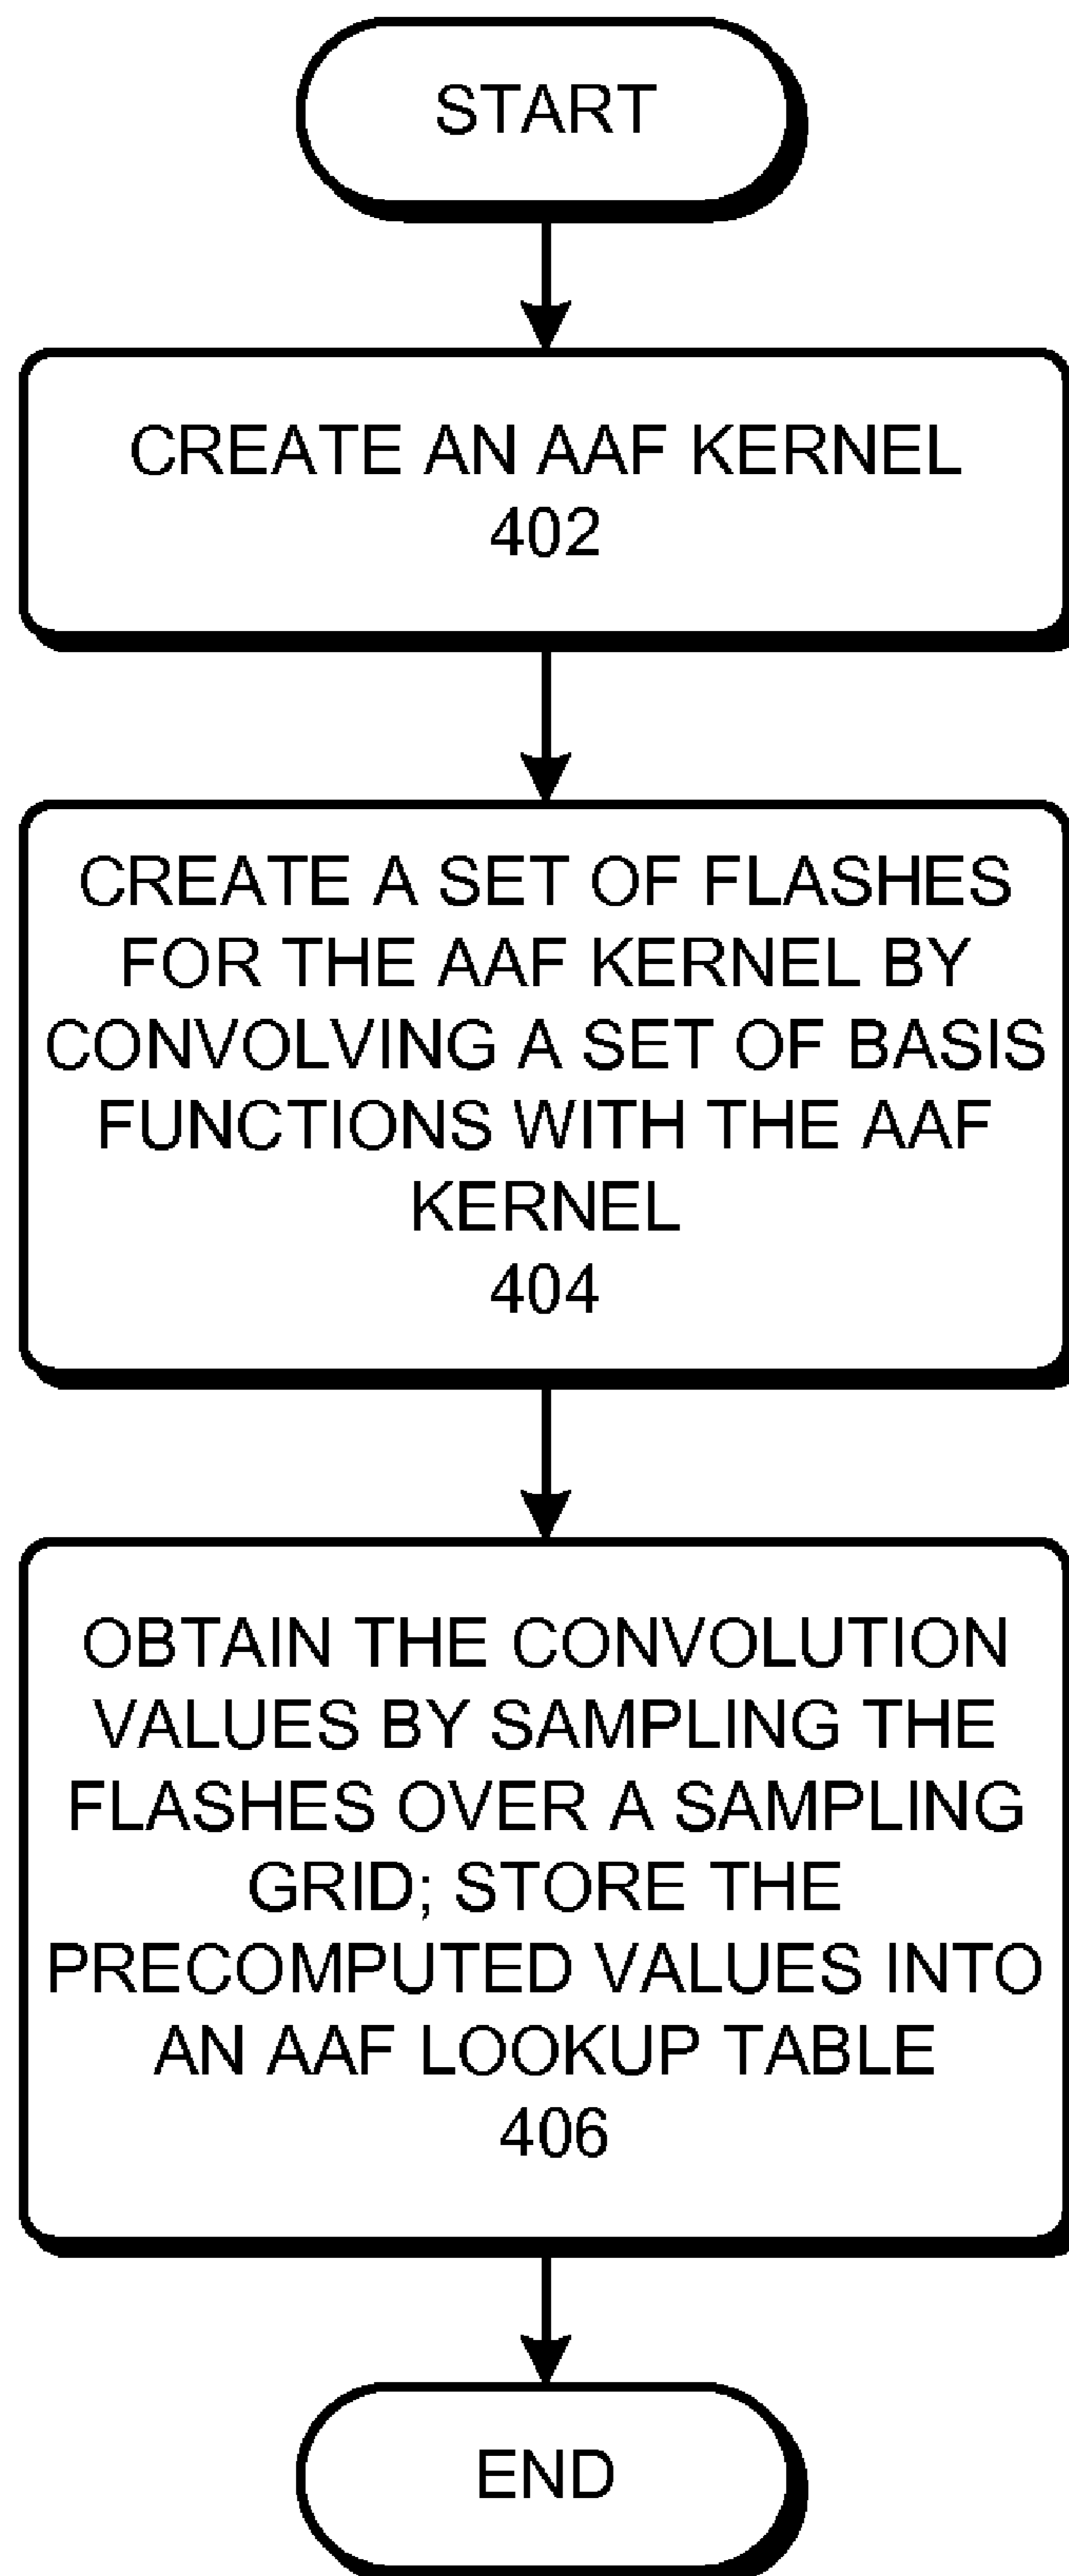 START
CREATE AN AAF KERNEL
402
CREATE A SET OF FLASHES
FOR THE AAF KERNEL BY
CONVOLVING A SET OF BASIS
FUNCTIONS WITH THE AAF
KERNEL
404
OBTAIN THE CONVOLUTION
VALUES BY SAMPLING THE
FLASHES OVER A SAMPLING
GRID; STORE THE
PRECOMPUTED VALUES INTO
AN AAF LOOKUP TABLE
406
END